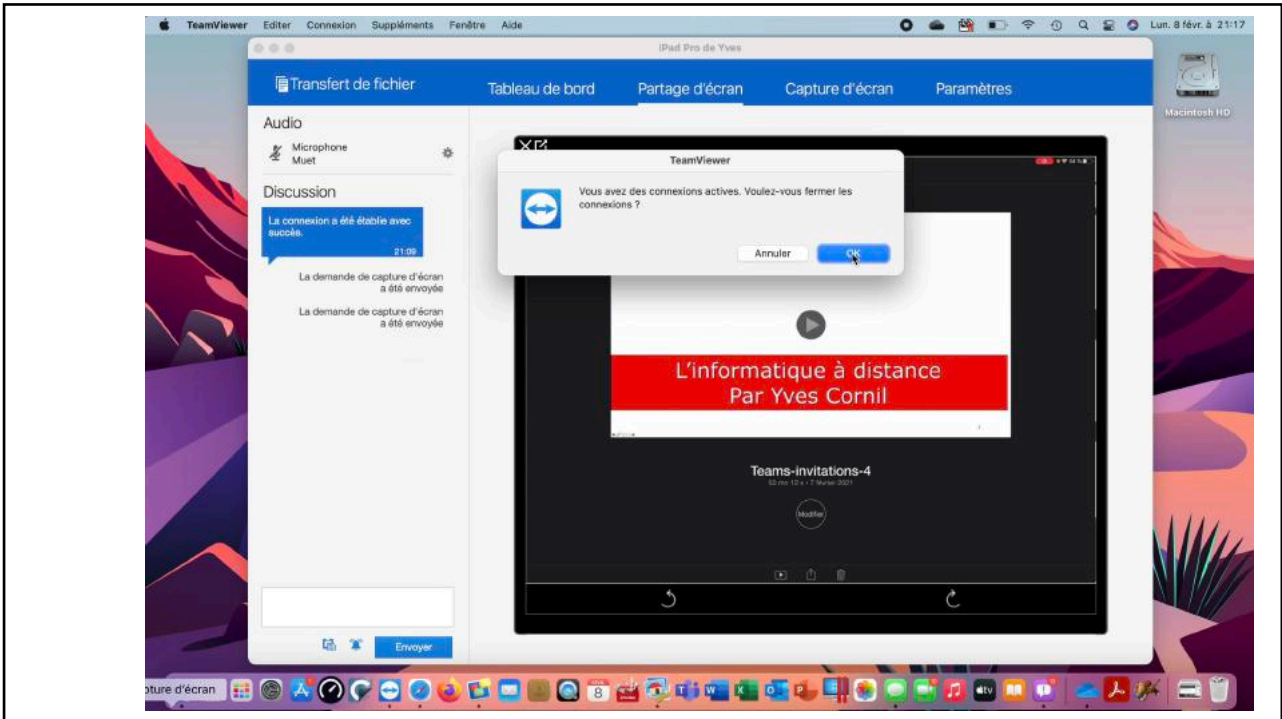 TeamViewer Editer Connexion Suppléments Fenêtre Aide Lun. 8 févr. à 21:17
iPad Pro de Yves
Transfert de fichier Tableau de bord Partage d'écran Capture d'écran Paramètres
Macintosh HD
Audio
Microphone
Muet
TeamViewer
Vous avez des connexions actives. Voulez-vous fermer les
connexions ?
Annuler OK
Discussion
La connexion a été établie avec
succès.
21:09
La demande de capture d'écran
a été envoyée
La demande de capture d'écran
a été envoyée
L'informatique à distance
Par Yves Cornil
Teams-invitations-4
7 février 2021
Modifier
Envoyer
pture d'écran
8
tv